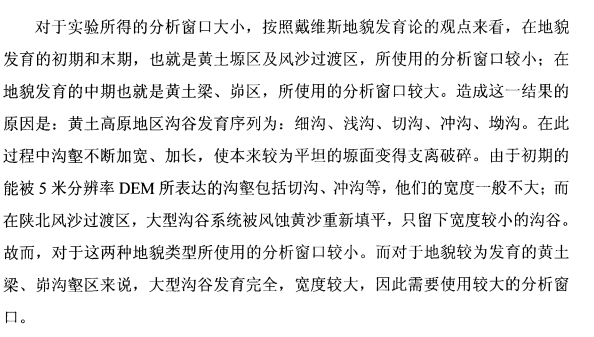 对于实验所得的分析窗口大小，按照戴维斯地貌发育论的观点来看，在地貌
发育的初期和末期，也就是黄土塬区及风沙过渡区，所使用的分析窗口较小；在
地貌发育的中期也就是黄土梁、峁区，所使用的分析窗口较大。造成这一结果的
原因是：黄土高原地区沟谷发育序列为：细沟、浅沟、切沟、冲沟、坳沟。在此
过程中沟壑不断加宽、加长，使本来较为平坦的塬面变得支离破碎。由于初期的
能被 5 米分辨率 DEM 所表达的沟壑包括切沟、冲沟等，他们的宽度一般不大；而
在陕北风沙过渡区，大型沟谷系统被风蚀黄沙重新填平，只留下宽度较小的沟谷。
故而，对于这两种地貌类型所使用的分析窗口较小。而对于地貌较为发育的黄土
梁、峁沟壑区来说，大型沟谷发育完全，宽度较大，因此需要使用较大的分析窗
口。